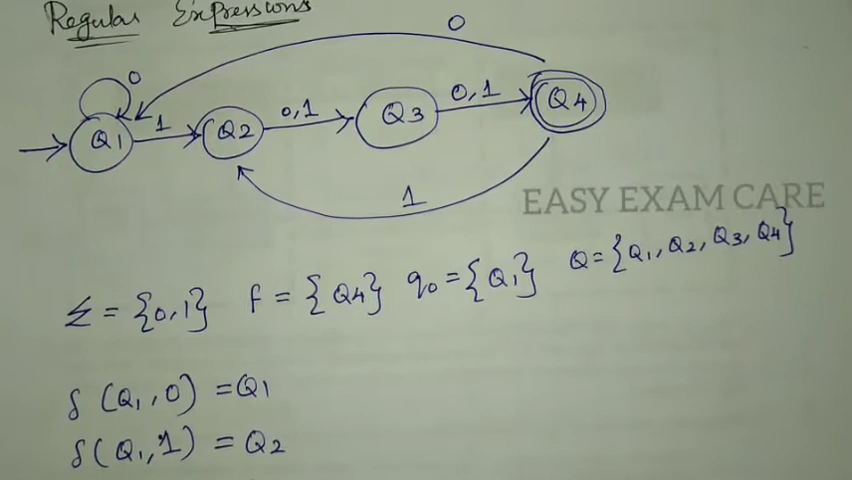 Regular Expressions
0
0
Q1 1 Q2 0,1 Q3 0,1 Q4
1
EASY EXAM CARE
Σ = {0,1} F = {Q4} q0 = {Q1} Q = {Q1, Q2, Q3, Q4}
δ (Q1, 0) = Q1
δ (Q1, 1) = Q2